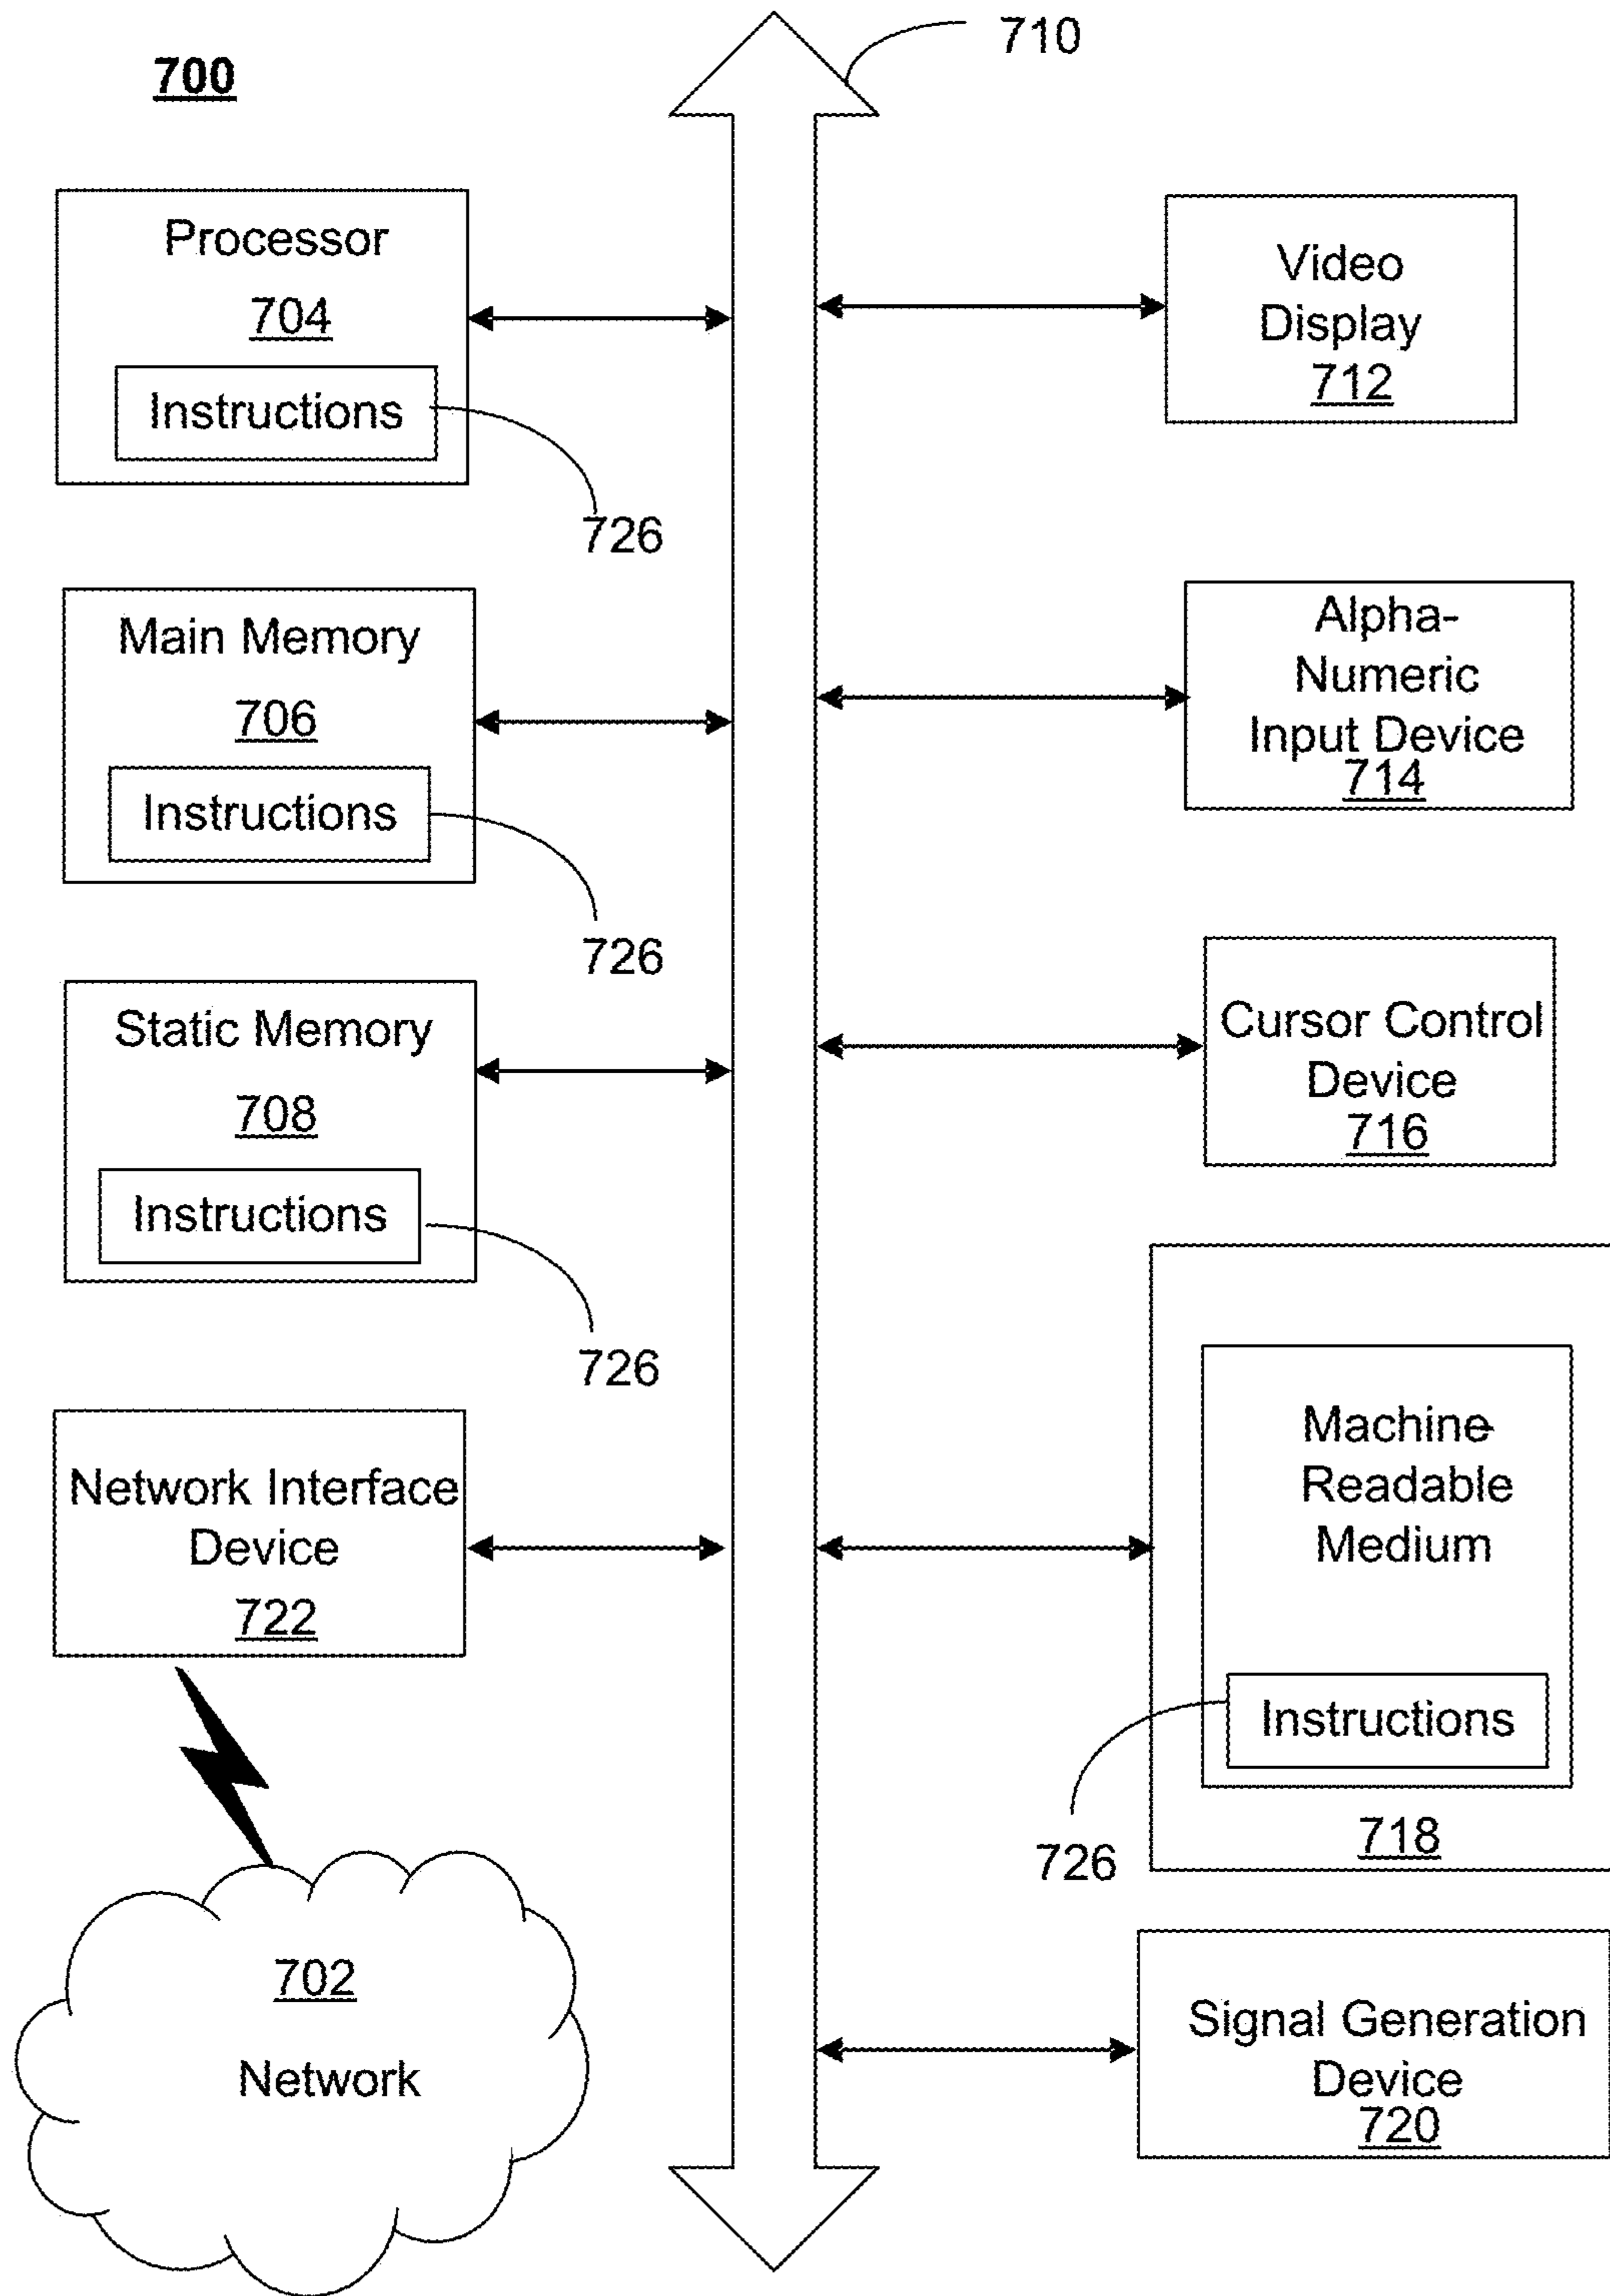 700
710
Processor
704
Instructions
726
Main Memory
706
Instructions
726
Static Memory
708
Instructions
726
Network Interface
Device
722
702
Network
Video
Display
712
Alpha-
Numeric
Input Device
714
Cursor Control
Device
716
Machine-
Readable
Medium
Instructions
726
718
Signal Generation
Device
720